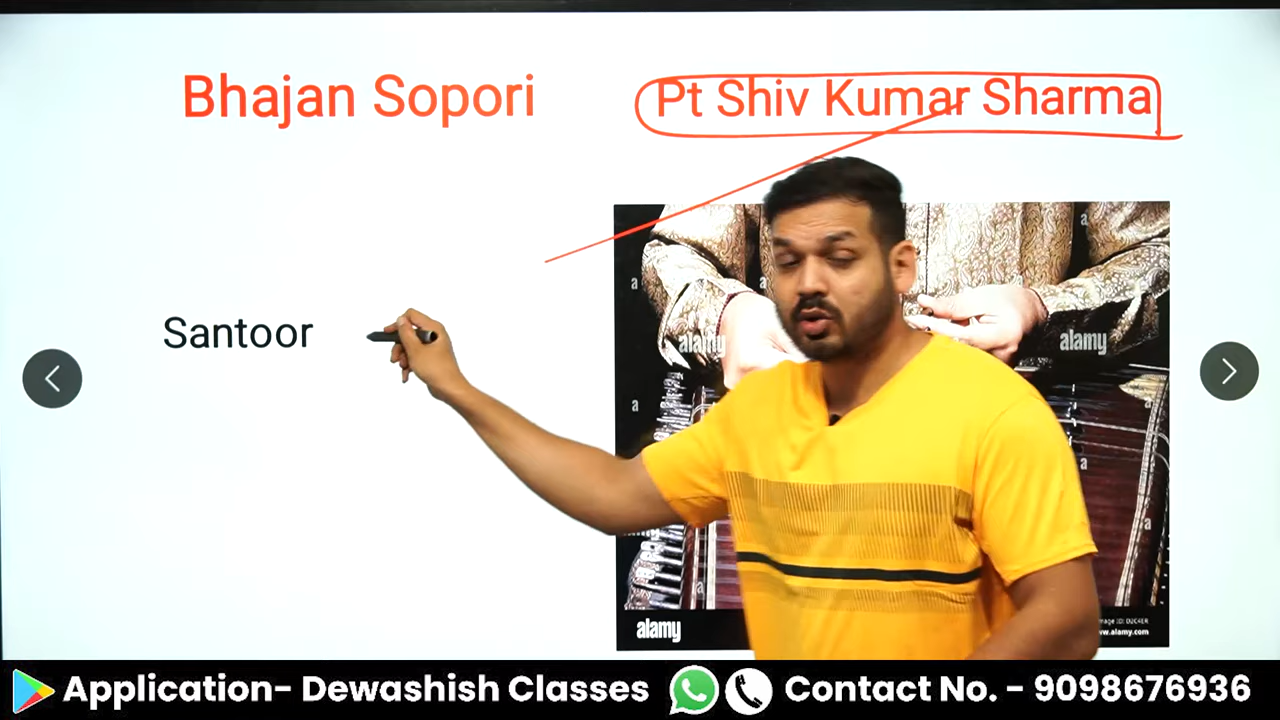 Bhajan Sopori
Pt Shiv Kumar Sharma
Santoor
alamy
alamy
alamy
www.alamy.com
Application- Dewashish Classes
Contact No. - 9098676936